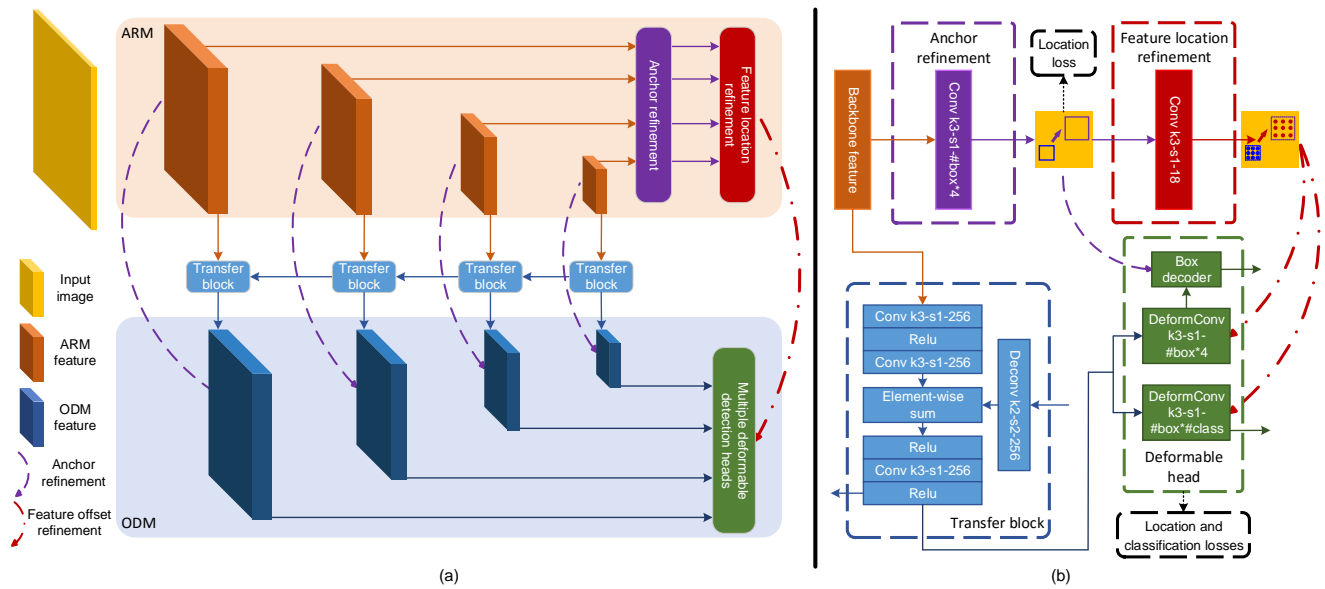 ARM
Anchor refinement
Feature location
refinement
Transfer
block
Transfer
block
Transfer
block
Transfer
block
Input
image
ARM
feature
ODM
feature
Anchor
refinement
Feature offset
refinement
Multiple deformable
detection heads
ODM
(a)
Backbone feature
Anchor
refinement
Conv k3-s1-#box*4
Location
loss
Feature location
refinement
Conv k3-s1-18
Conv k3-s1-256
Relu
Conv k3-s1-256
Element-wise
sum
Relu
Conv k3-s1-256
Relu
Deconv k2-s2-256
Transfer block
Box
decoder
DeformConv
k3-s1-
#box*4
DeformConv
k3-s1-
#box*#class
Deformable
head
Location and
classification losses
(b)